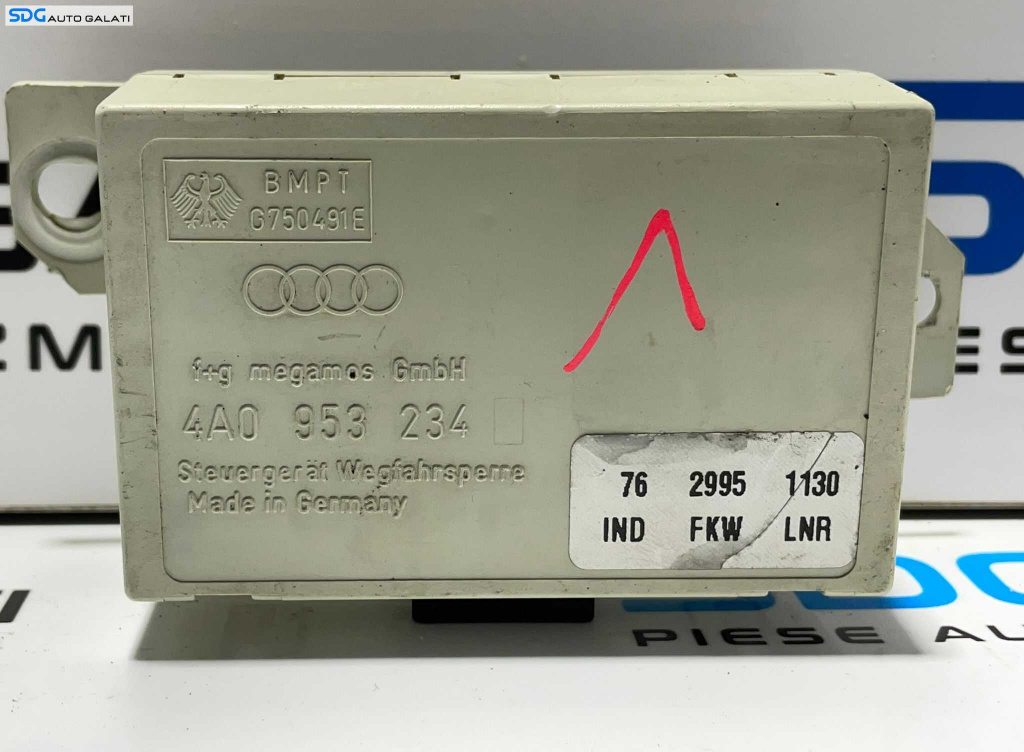 SDG AUTO GALATI
BMPT
G750491E
f+g megamos GmbH
4A0 953 234
Steuergerät Wegfahrsperre
Made in Germany
76 2995 1130
IND FKW LNR
PIESE AU